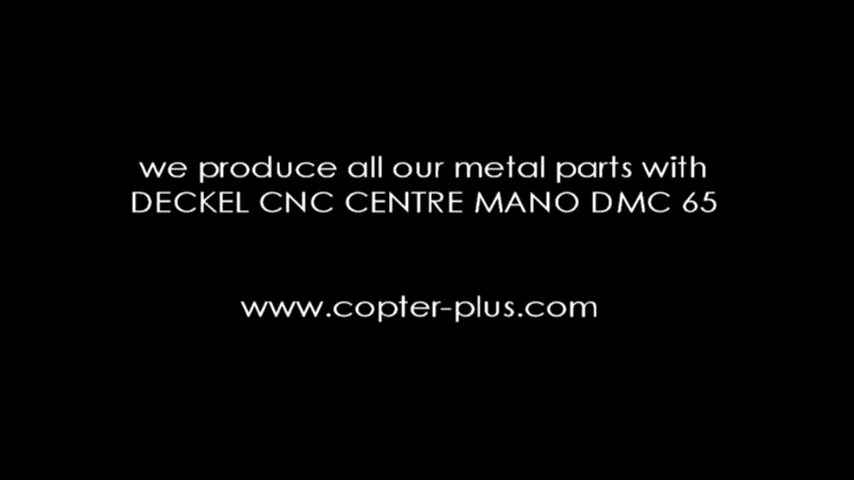 we produce all our metal parts with
DECKEL CNC CENTRE MANO DMC 65
www.copter-plus.com